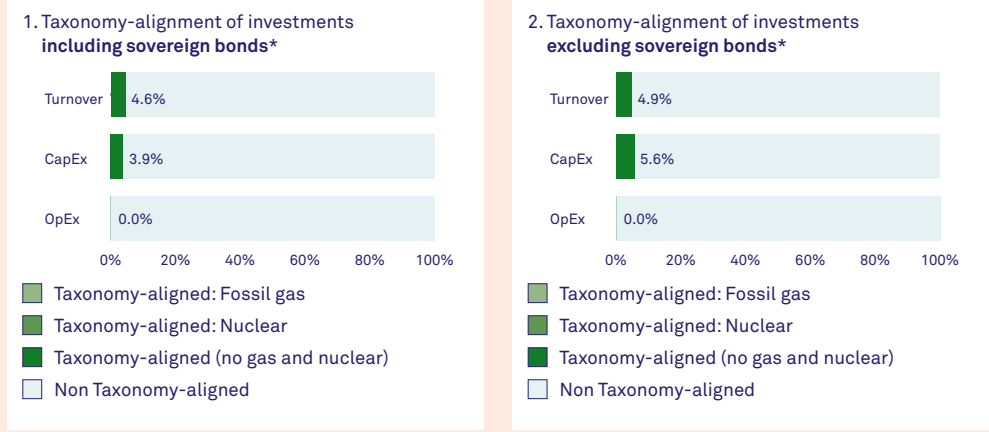 1. Taxonomy-alignment of investments
including sovereign bonds*
Turnover 4.6%
CapEx 3.9%
OpEx 0.0%
0% 20% 40% 60% 80% 100%
Taxonomy-aligned: Fossil gas
Taxonomy-aligned: Nuclear
Taxonomy-aligned (no gas and nuclear)
Non Taxonomy-aligned
2. Taxonomy-alignment of investments
excluding sovereign bonds*
Turnover 4.9%
CapEx 5.6%
OpEx 0.0%
0% 20% 40% 60% 80% 100%
Taxonomy-aligned: Fossil gas
Taxonomy-aligned: Nuclear
Taxonomy-aligned (no gas and nuclear)
Non Taxonomy-aligned